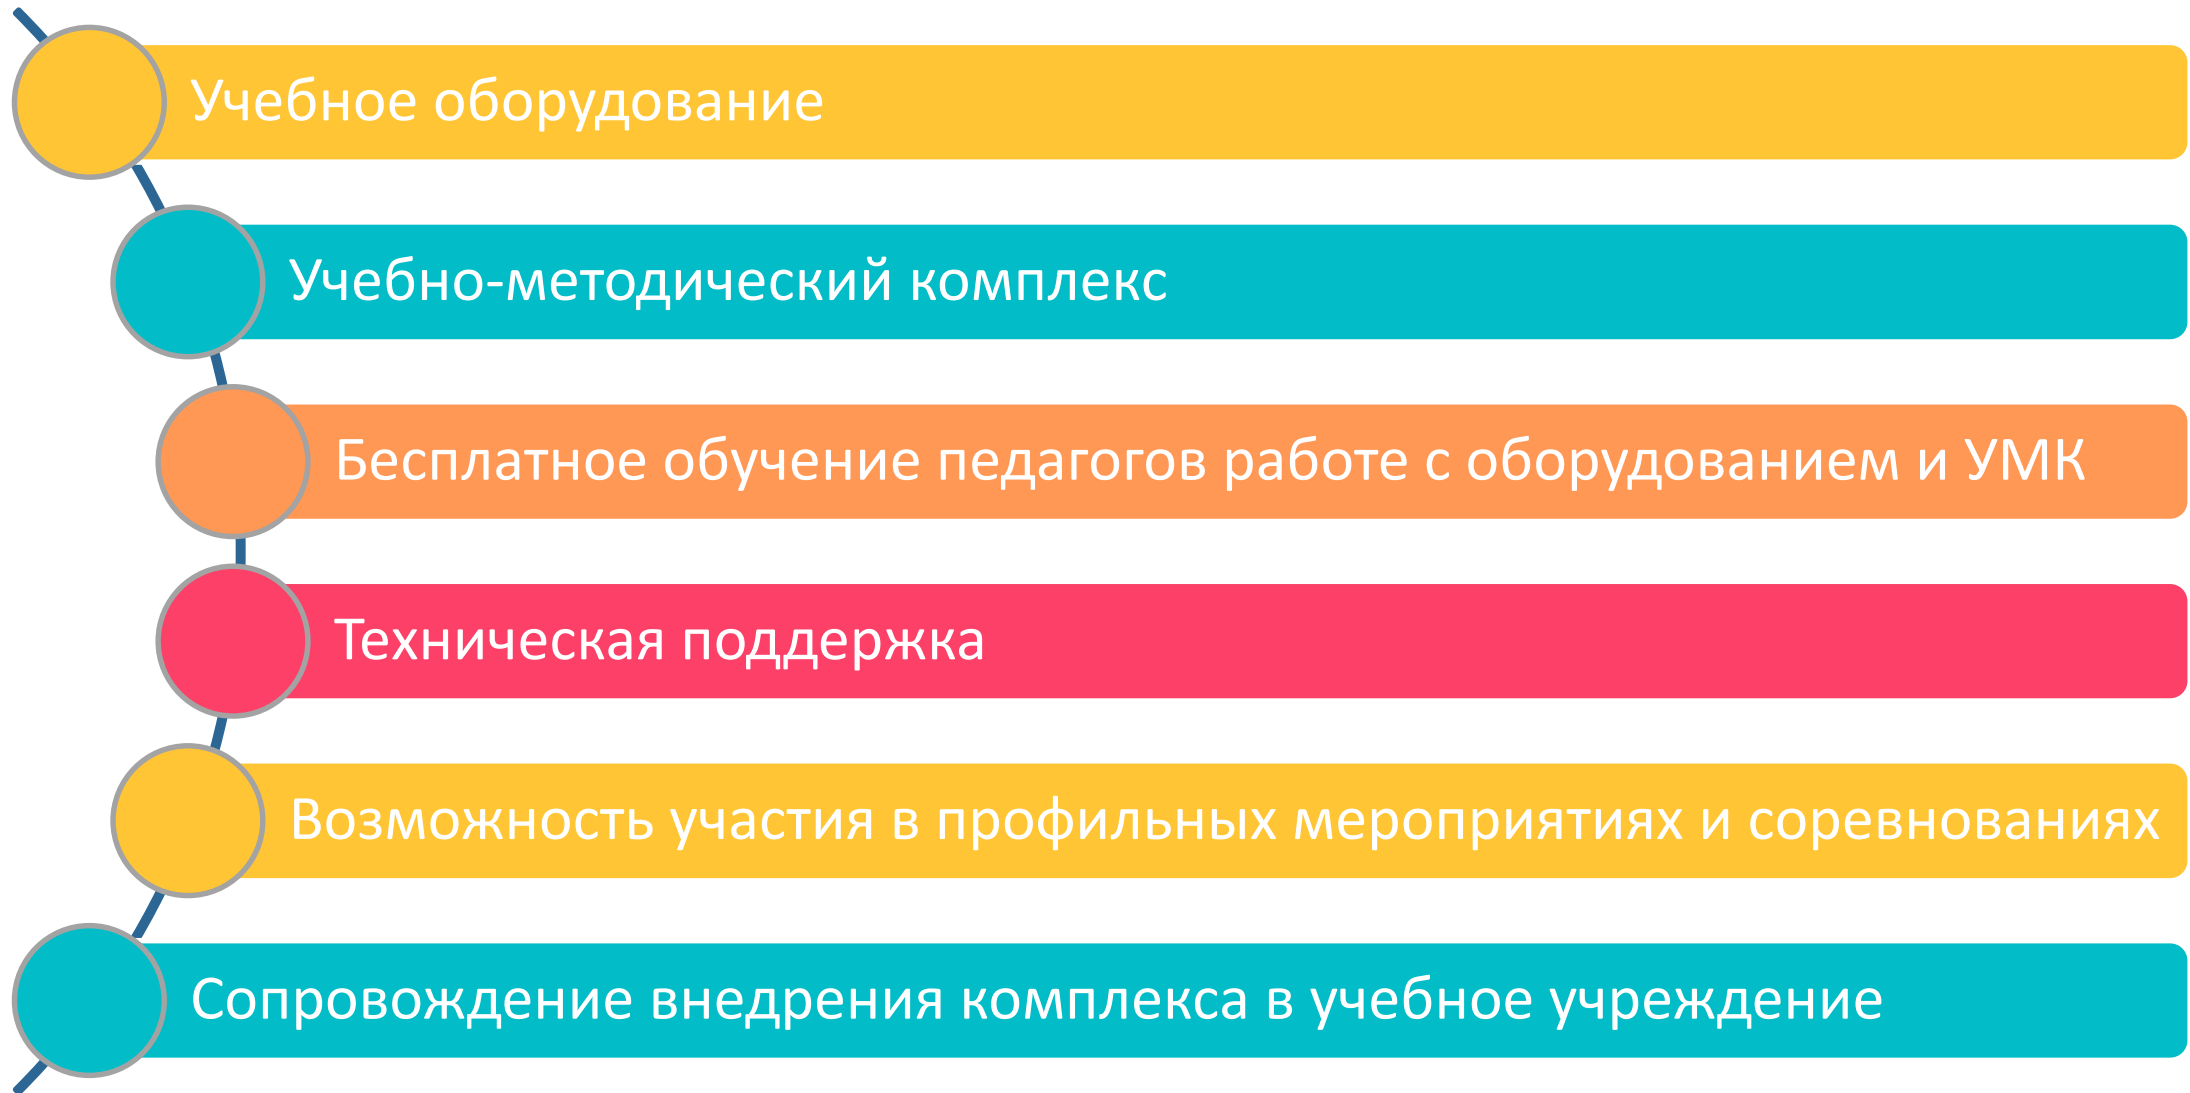 Учебное оборудование
Учебно-методический комплекс
Бесплатное обучение педагогов работе с оборудованием и УМК
Техническая поддержка
Возможность участия в профильных мероприятиях и соревнованиях
Сопровождение внедрения комплекса в учебное учреждение